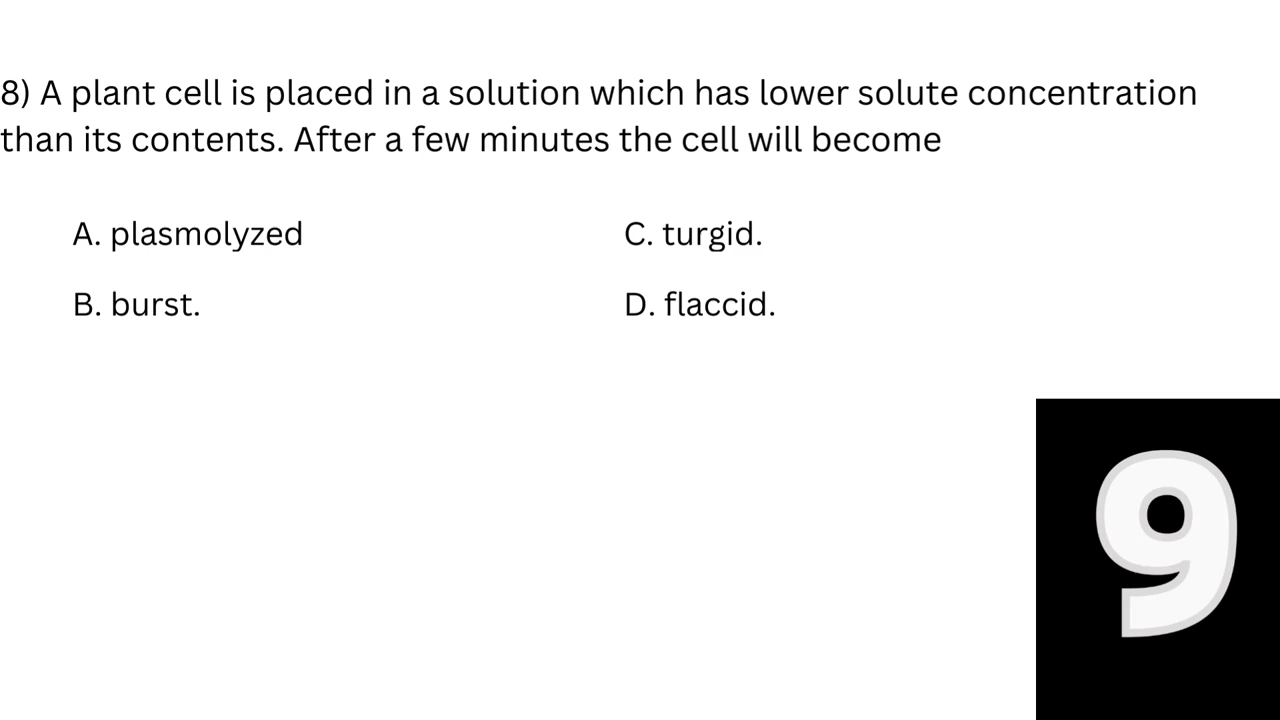 8) A plant cell is placed in a solution which has lower solute concentration
than its contents. After a few minutes the cell will become
A. plasmolyzed
C. turgid.
B. burst.
D. flaccid.
9